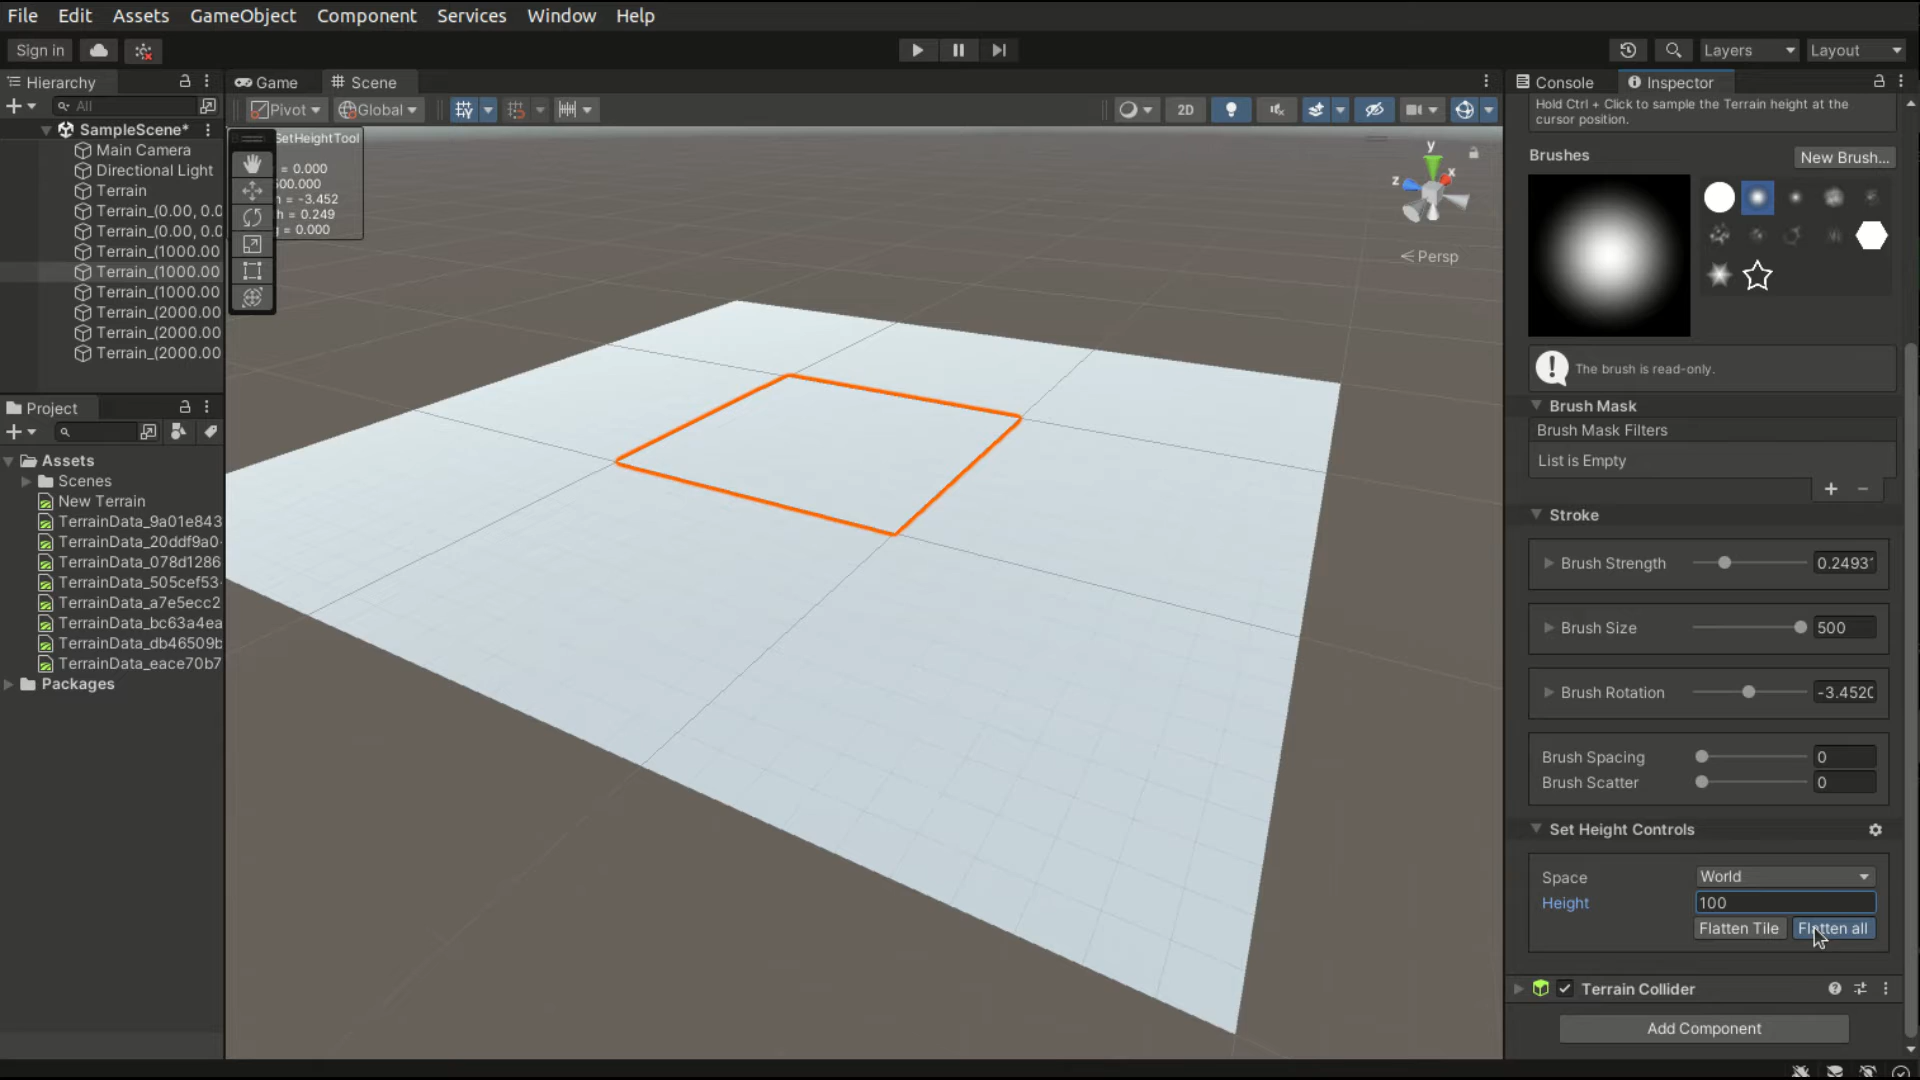 File Edit Assets GameObject Component Services Window Help
Sign in
Layers
Layout
Hierarchy
All
SampleScene*
Main Camera
Directional Light
Terrain
Terrain_(0.00, 0.0
Terrain_(0.00, 0.0
Terrain_(1000.00
Terrain_(1000.00
Terrain_(1000.00
Terrain_(2000.00
Terrain_(2000.00
Terrain_(2000.00
Project
Assets
Scenes
New Terrain
TerrainData_9a01e843
TerrainData_20ddf9a0
TerrainData_078d1286
TerrainData_505cef53
TerrainData_a7e5ecc2
TerrainData_bc63a4ea
TerrainData_db46509b
TerrainData_eace70b7
Packages
Game
Scene
Pivot
Global
2D
SetHeightTool
= 0.000
500.000
= -3.452
h = 0.249
= 0.000
y
x
z
Persp
Console
Inspector
Hold Ctrl + Click to sample the Terrain height at the
cursor position.
Brushes
New Brush...
The brush is read-only.
Brush Mask
Brush Mask Filters
List is Empty
+ −
Stroke
Brush Strength 0.2493
Brush Size 500
Brush Rotation -3.4520
Brush Spacing 0
Brush Scatter 0
Set Height Controls
Space World
Height 100
Flatten Tile Flatten all
Terrain Collider
Add Component